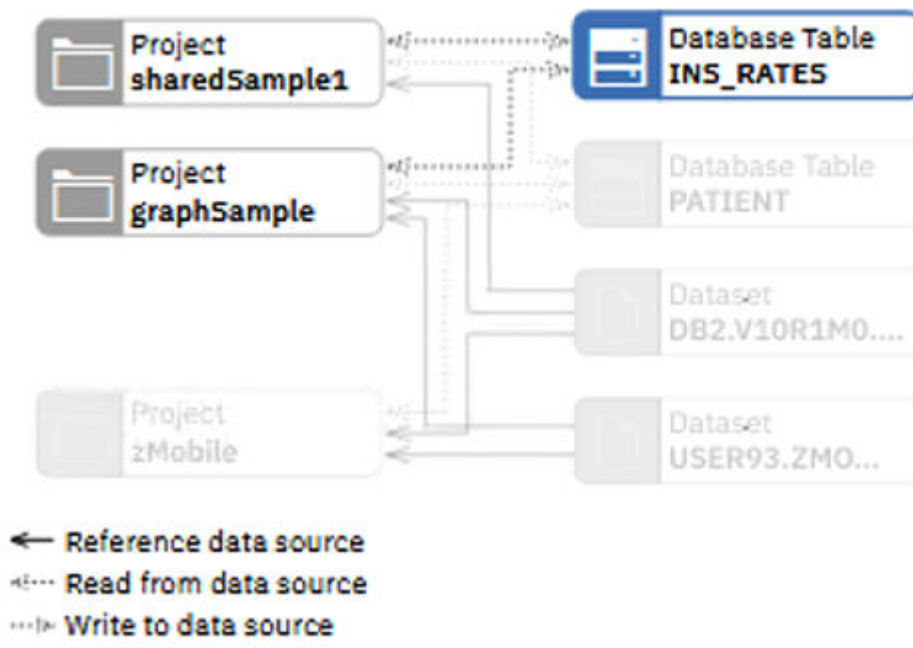 Project
sharedSample1
Database Table
INS_RATES
Project
graphSample
Database Table
PATIENT
Dataset
DB2.V10R1M0....
Project
zMobile
Dataset
USER93.ZMO...
Reference data source
Read from data source
Write to data source